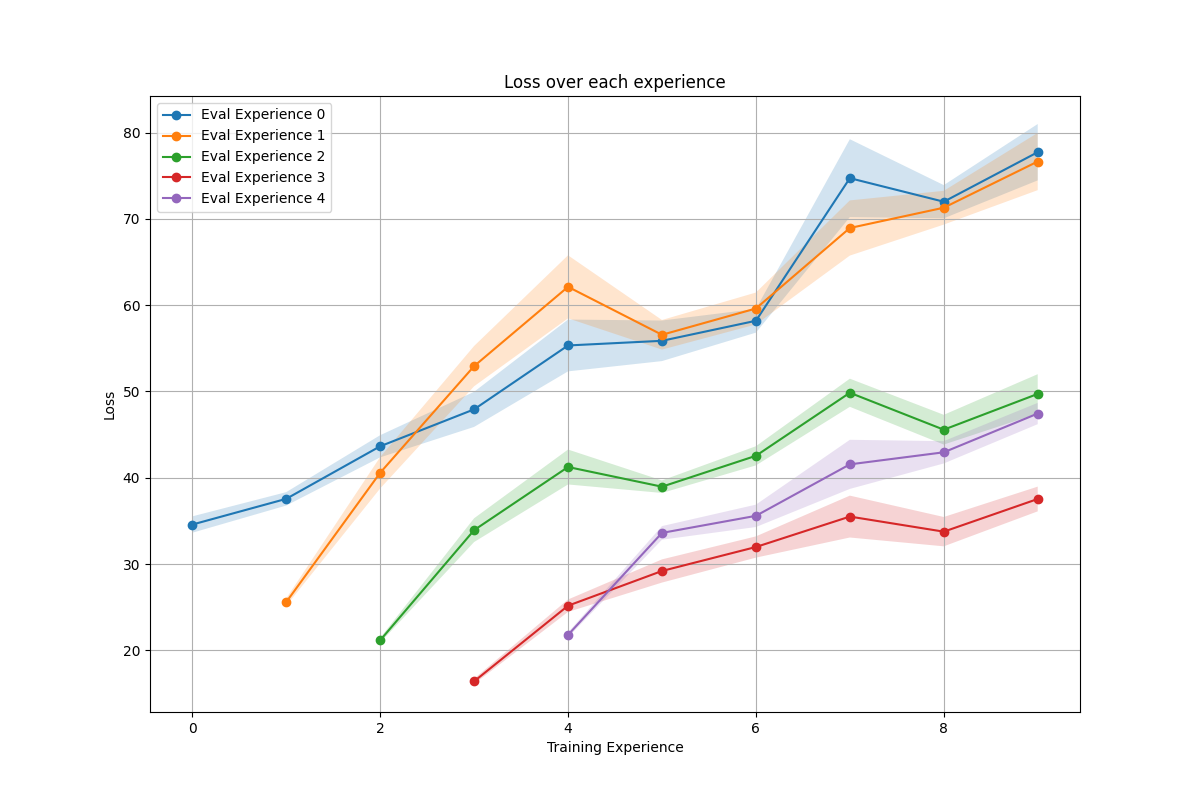 Loss over each experience
Eval Experience 0
Eval Experience 1
Eval Experience 2
Eval Experience 3
Eval Experience 4
80
70
60
50
40
30
20
Loss
0 2 4 6 8
Training Experience